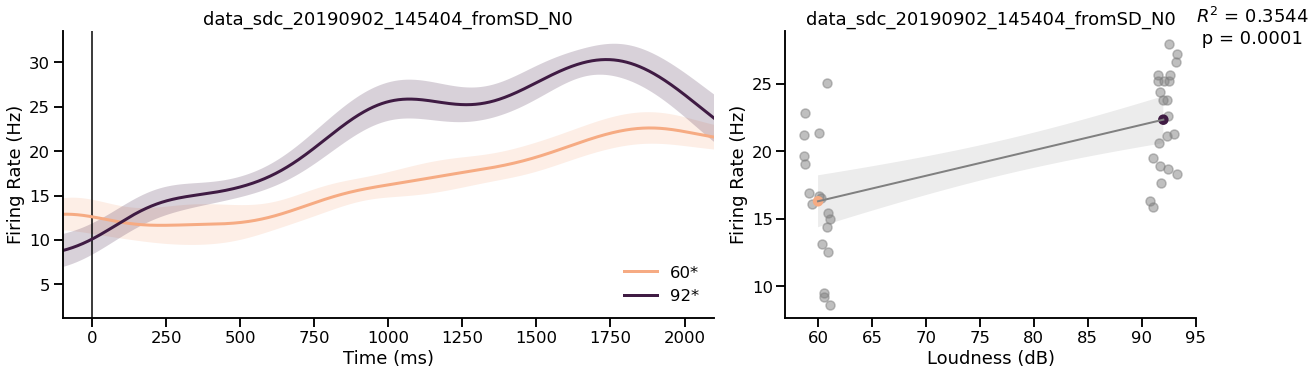 data_sdc_20190902_145404_fromSD_N0
Firing Rate (Hz)
30
25
20
15
10
5
60*
92*
0 250 500 750 1000 1250 1500 1750 2000
Time (ms)
data_sdc_20190902_145404_fromSD_N0
R² = 0.3544
p = 0.0001
Firing Rate (Hz)
25
20
15
10
60 65 70 75 80 85 90 95
Loudness (dB)